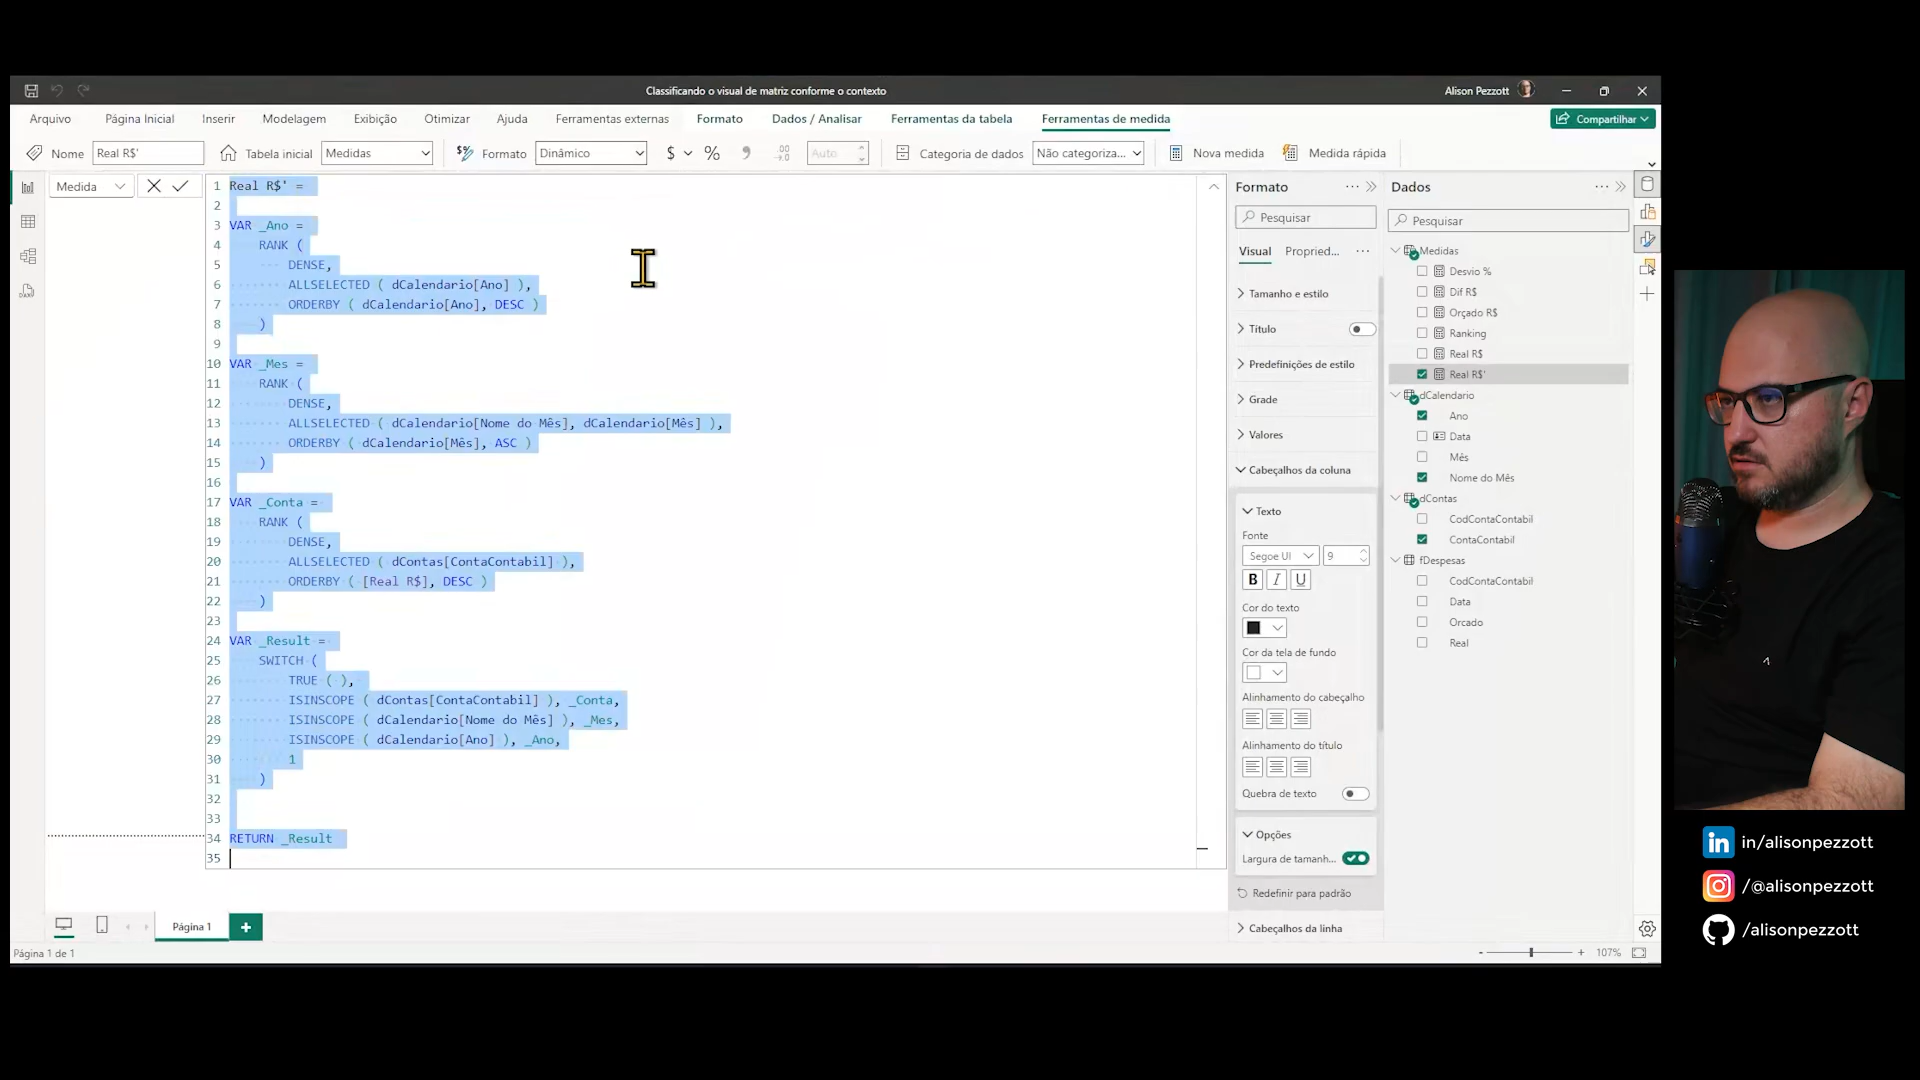 Classificando o visual de matriz conforme o contexto
Alison Pezzott
Arquivo
Página Inicial
Inserir
Modelagem
Exibição
Otimizar
Ajuda
Ferramentas externas
Formato
Dados / Analisar
Ferramentas da tabela
Ferramentas de medida
Compartilhar
Nome
Real R$'
Tabela inicial
Medidas
Formato
Dinâmico
$
%
Auto
Categoria de dados
Não categoriza...
Nova medida
Medida rápida
Medida
1 Real R$' =
2
3 VAR _Ano =
4 RANK (
5 DENSE,
6 ALLSELECTED ( dCalendario[Ano] ),
7 ORDERBY ( dCalendario[Ano], DESC )
8 )
9
10 VAR _Mes =
11 RANK (
12 DENSE,
13 ALLSELECTED ( dCalendario[Nome do Mês], dCalendario[Mês] ),
14 ORDERBY ( dCalendario[Mês], ASC )
15 )
16
17 VAR _Conta =
18 RANK (
19 DENSE,
20 ALLSELECTED ( dContas[ContaContabil] ),
21 ORDERBY ( [Real R$], DESC )
22 )
23
24 VAR _Result =
25 SWITCH (
26 TRUE ( ),
27 ISINSCOPE ( dContas[ContaContabil] ), _Conta,
28 ISINSCOPE ( dCalendario[Nome do Mês] ), _Mes,
29 ISINSCOPE ( dCalendario[Ano] ), _Ano,
30 1
31 )
32
33
34 RETURN _Result
35
Formato
Pesquisar
Visual
Propried...
Tamanho e estilo
Título
Predefinições de estilo
Grade
Valores
Cabeçalhos da coluna
Texto
Fonte
Segoe UI
9
B I U
Cor do texto
Cor da tela de fundo
Alinhamento do cabeçalho
Alinhamento do título
Quebra de texto
Opções
Largura de tamanh...
Redefinir para padrão
Cabeçalhos da linha
Dados
Pesquisar
Medidas
Desvio %
Dif R$
Orçado R$
Ranking
Real R$
Real R$'
dCalendario
Ano
Data
Mês
Nome do Mês
dContas
CodContaContabil
ContaContabil
fDespesas
CodContaContabil
Data
Orcado
Real
Página 1
Página 1 de 1
107%
in/alisonpezzott
/@alisonpezzott
/alisonpezzott